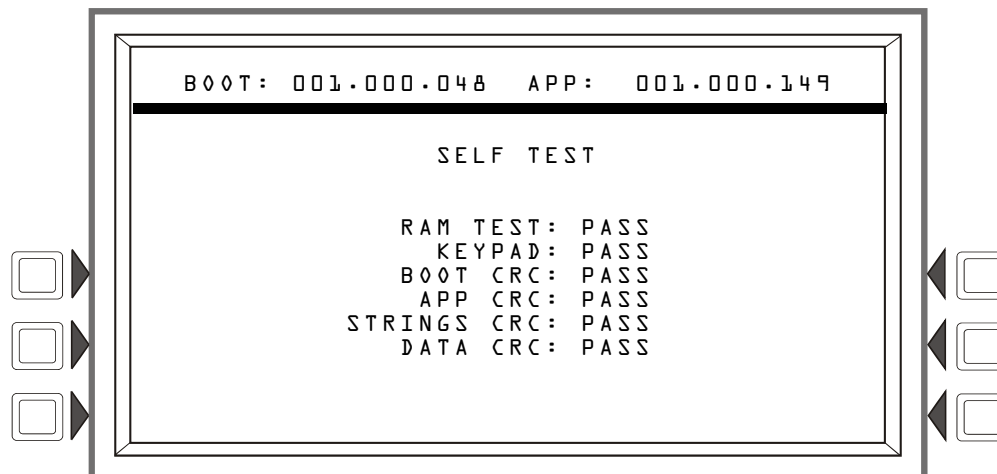 BOOT: 001.000.048 APP: 001.000.149
SELF TEST
RAM TEST: PASS
KEYPAD: PASS
BOOT CRC: PASS
APP CRC: PASS
STRINGS CRC: PASS
DATA CRC: PASS